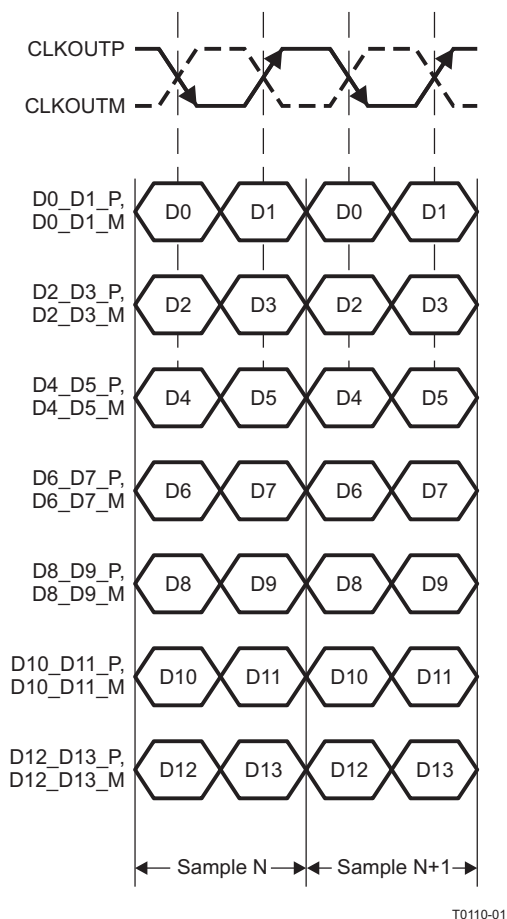 CLKOUTP
CLKOUTM
D0_D1_P,
D0_D1_M
D0 D1 D0 D1
D2_D3_P,
D2_D3_M
D2 D3 D2 D3
D4_D5_P,
D4_D5_M
D4 D5 D4 D5
D6_D7_P,
D6_D7_M
D6 D7 D6 D7
D8_D9_P,
D8_D9_M
D8 D9 D8 D9
D10_D11_P,
D10_D11_M
D10 D11 D10 D11
D12_D13_P,
D12_D13_M
D12 D13 D12 D13
Sample N Sample N+1
T0110-01